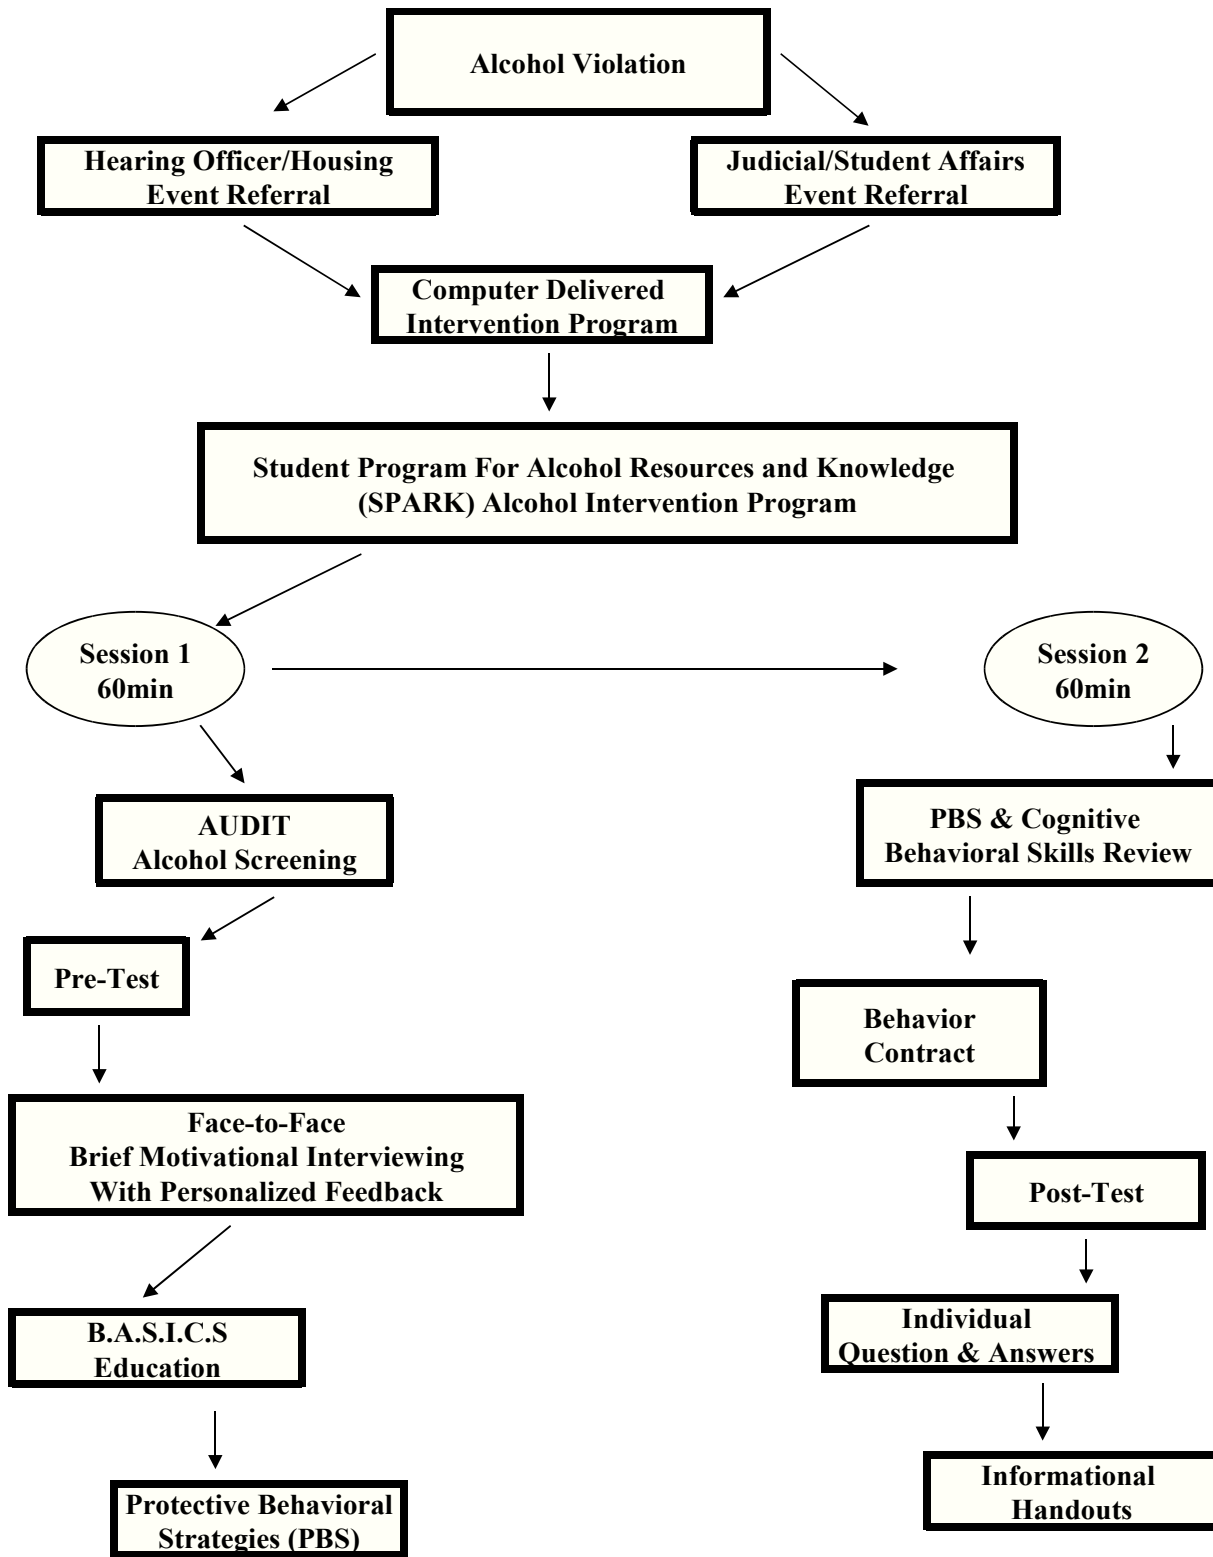 Alcohol Violation
Hearing Officer/Housing
Event Referral
Judicial/Student Affairs
Event Referral
Computer Delivered
Intervention Program
Student Program For Alcohol Resources and Knowledge
(SPARK) Alcohol Intervention Program
Session 1
60min
Session 2
60min
AUDIT
Alcohol Screening
PBS & Cognitive
Behavioral Skills Review
Pre-Test
Behavior
Contract
Face-to-Face
Brief Motivational Interviewing
With Personalized Feedback
Post-Test
B.A.S.I.C.S
Education
Individual
Question & Answers
Protective Behavioral
Strategies (PBS)
Informational
Handouts